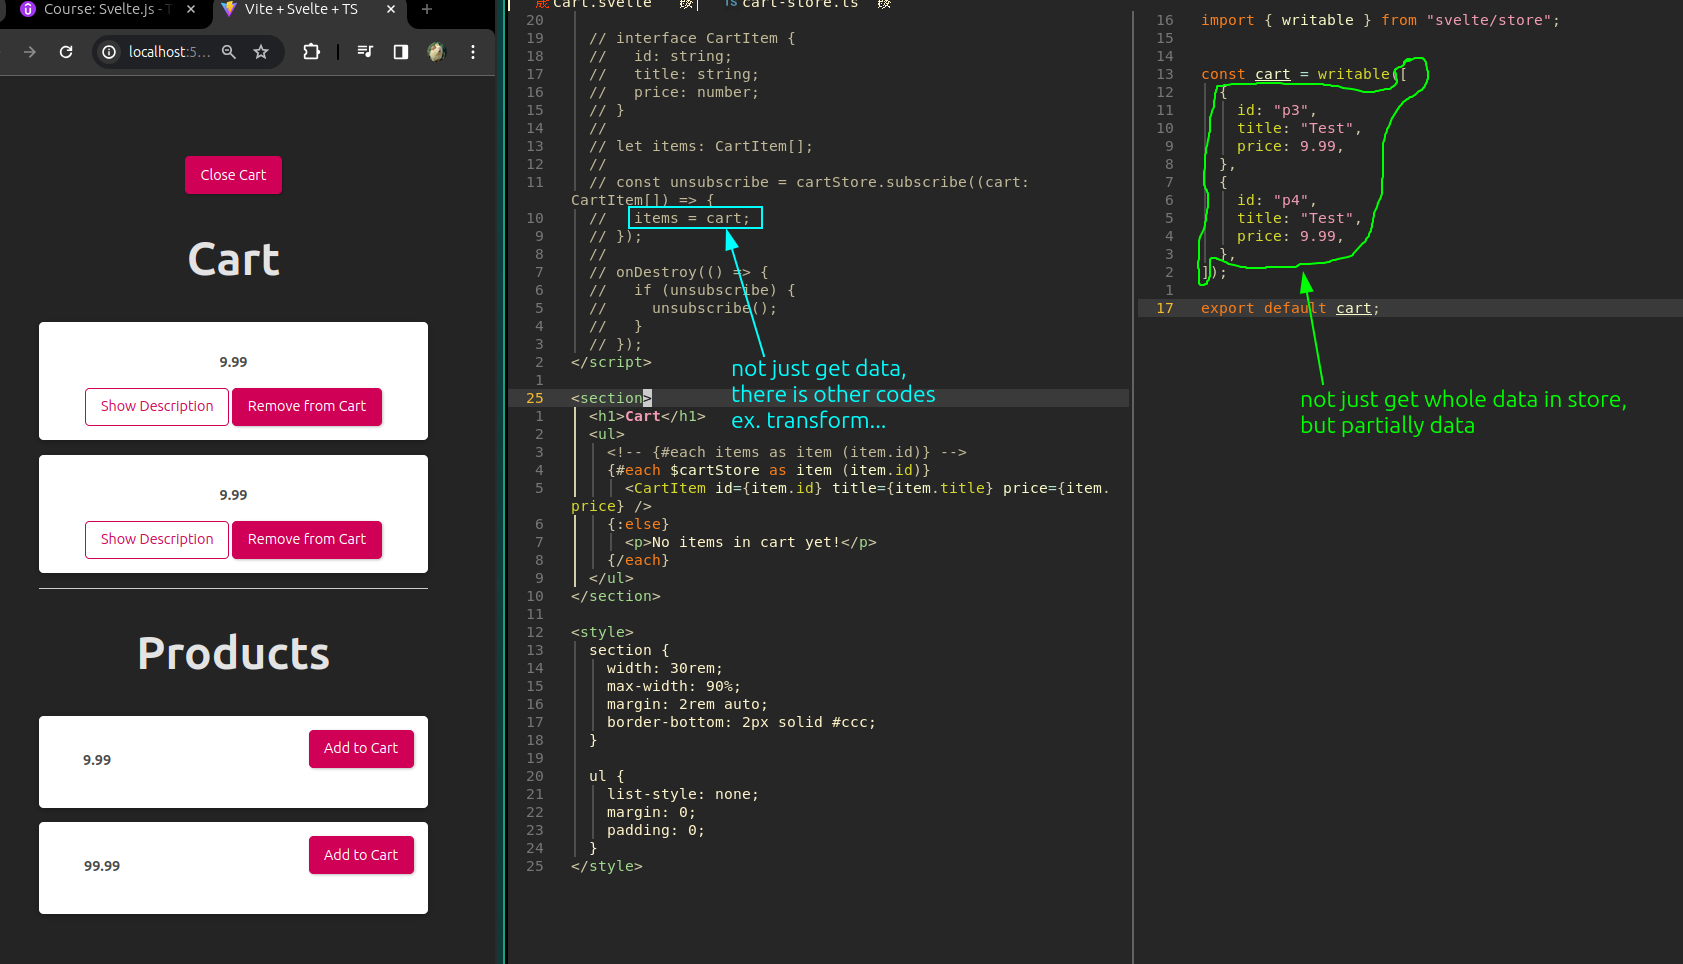 Course: Svelte.js - T
Vite + Svelte + TS
localhost:5...
Close Cart
Cart
9.99
Show Description
Remove from Cart
9.99
Show Description
Remove from Cart
Products
9.99
Add to Cart
99.99
Add to Cart
Cart.svelte
TS cart-store.ts
20
19 // interface CartItem {
18 //   id: string;
17 //   title: string;
16 //   price: number;
15 // }
14 //
13 // let items: CartItem[];
12 //
11 // const unsubscribe = cartStore.subscribe((cart:
CartItem[]) => {
10 //   items = cart;
9 // });
8 //
7 // onDestroy(() => {
6 //   if (unsubscribe) {
5 //     unsubscribe();
4 //   }
3 // });
2 </script>
1
25 <section>
1 <h1>Cart</h1>
2 <ul>
3 <!-- {#each items as item (item.id)} -->
4 {#each $cartStore as item (item.id)}
5 <CartItem id={item.id} title={item.title} price={item.
price} />
6 {:else}
7 <p>No items in cart yet!</p>
8 {/each}
9 </ul>
10 </section>
11
12 <style>
13 section {
14 width: 30rem;
15 max-width: 90%;
16 margin: 2rem auto;
17 border-bottom: 2px solid #ccc;
18 }
19
20 ul {
21 list-style: none;
22 margin: 0;
23 padding: 0;
24 }
25 </style>
not just get data,
there is other codes
ex. transform...
16 import { writable } from "svelte/store";
15
14
13 const cart = writable([
12 {
11 id: "p3",
10 title: "Test",
9 price: 9.99,
8 },
7 {
6 id: "p4",
5 title: "Test",
4 price: 9.99,
3 },
2 ]);
1
17 export default cart;
not just get whole data in store,
but partially data